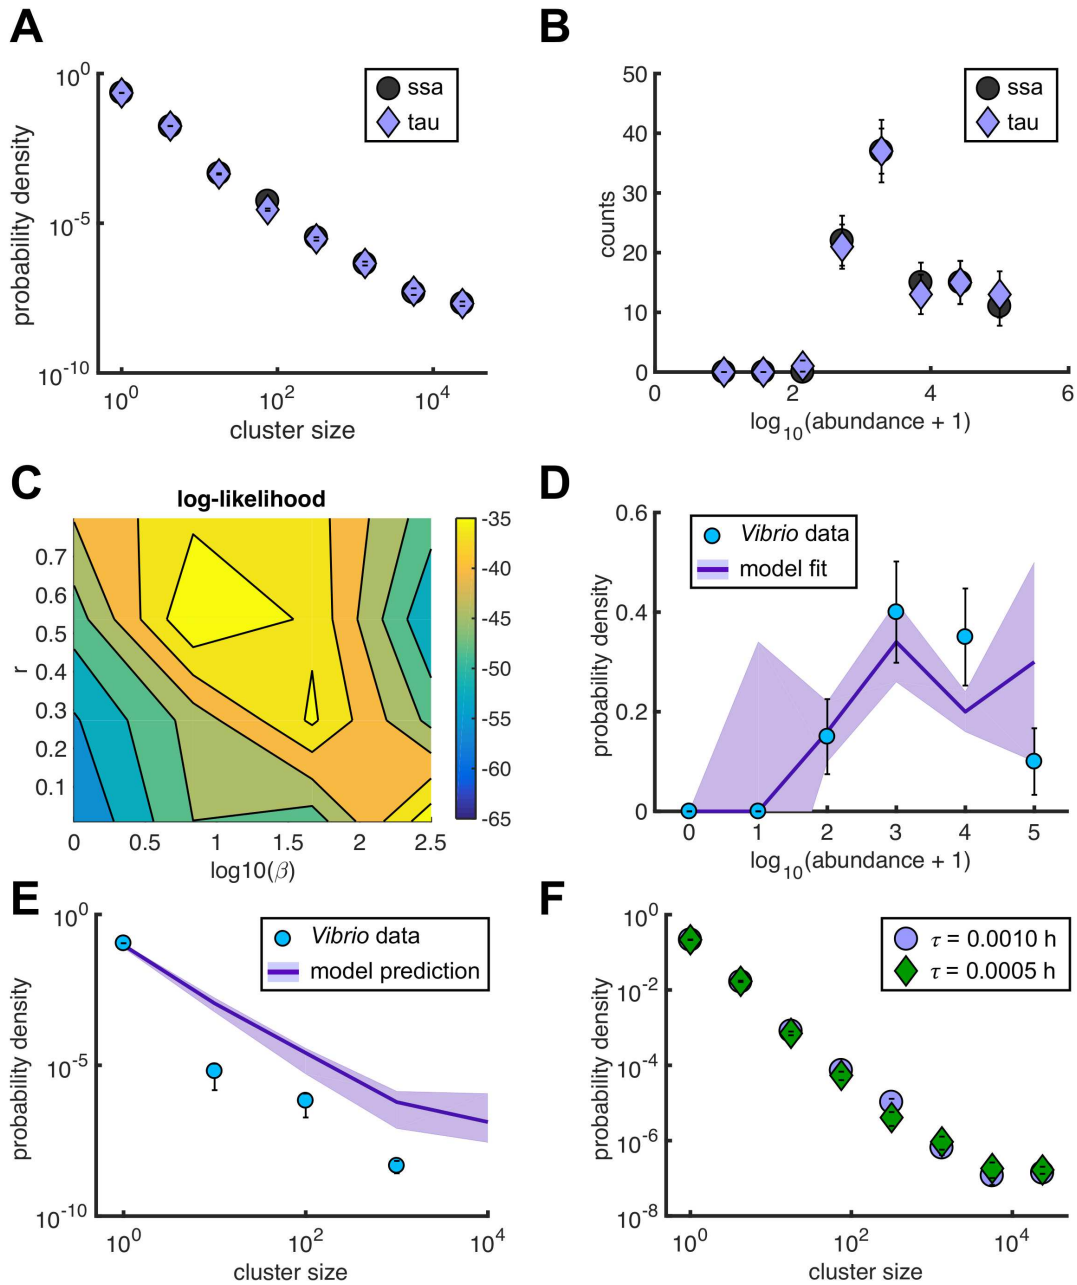 A
10^0
10^-5
10^-10
10^0
10^2
10^4
probability density
cluster size
ssa
tau
B
50
40
30
20
10
0
0
2
4
6
counts
log10(abundance + 1)
ssa
tau
C
log-likelihood
0.7
0.6
0.5
0.4
0.3
0.2
0.1
r
0
0.5
1
1.5
2
2.5
log10(β)
-35
-40
-45
-50
-55
-60
-65
D
0.6
0.4
0.2
0
0
1
2
3
4
5
probability density
log10(abundance + 1)
Vibrio data
model fit
E
10^0
10^-5
10^-10
10^0
10^2
10^4
probability density
cluster size
Vibrio data
model prediction
F
10^0
10^-2
10^-4
10^-6
10^-8
10^0
10^2
10^4
probability density
cluster size
τ = 0.0010 h
τ = 0.0005 h